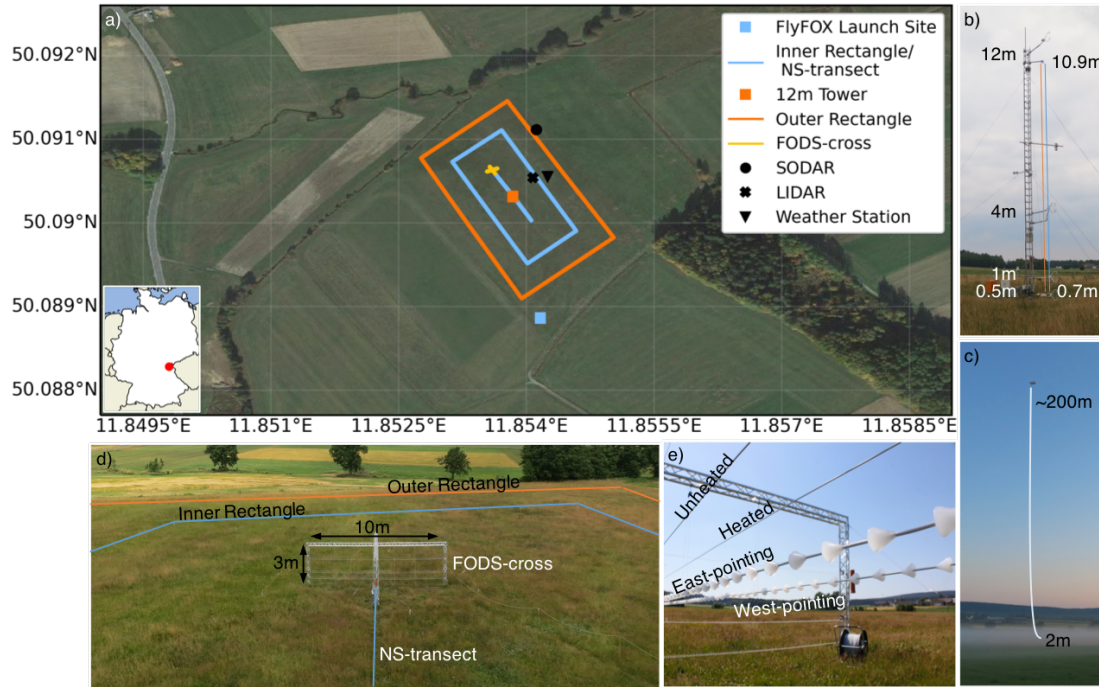 a)
50.092°N
50.091°N
50.09°N
50.089°N
50.088°N
11.8495°E
11.851°E
11.8525°E
11.854°E
11.8555°E
11.857°E
11.8585°E
FlyFOX Launch Site
Inner Rectangle/
NS-transect
12m Tower
Outer Rectangle
FODS-cross
SODAR
LIDAR
Weather Station
b)
12m
10.9m
4m
1m
0.5m
0.7m
c)
~200m
2m
d)
Outer Rectangle
Inner Rectangle
10m
3m
FODS-cross
NS-transect
e)
Unheated
Heated
East-pointing
West-pointing